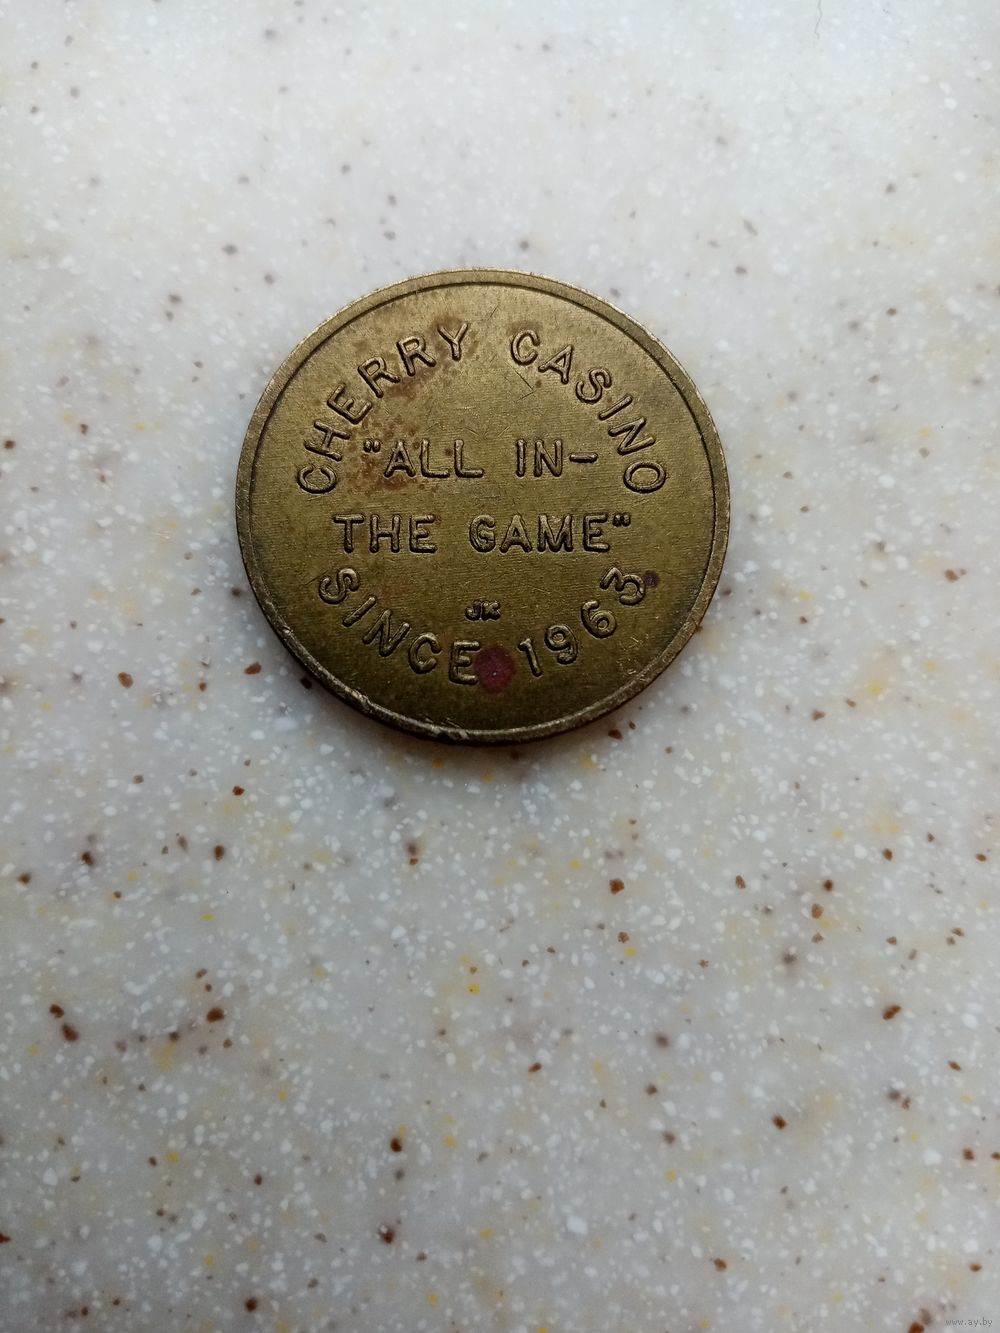 CHERRY CASINO
"ALL IN-
THE GAME"
JK
SINCE 1963
www.ay.by